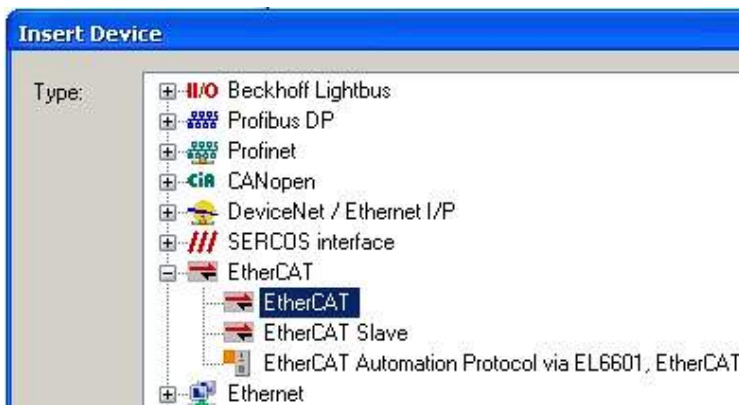 Insert Device
Type:
II/O Beckhoff Lightbus
Profibus DP
Profinet
CiA CANopen
DeviceNet / Ethernet I/P
SERCOS interface
EtherCAT
EtherCAT
EtherCAT Slave
EtherCAT Automation Protocol via EL6601, EtherCAT
Ethernet